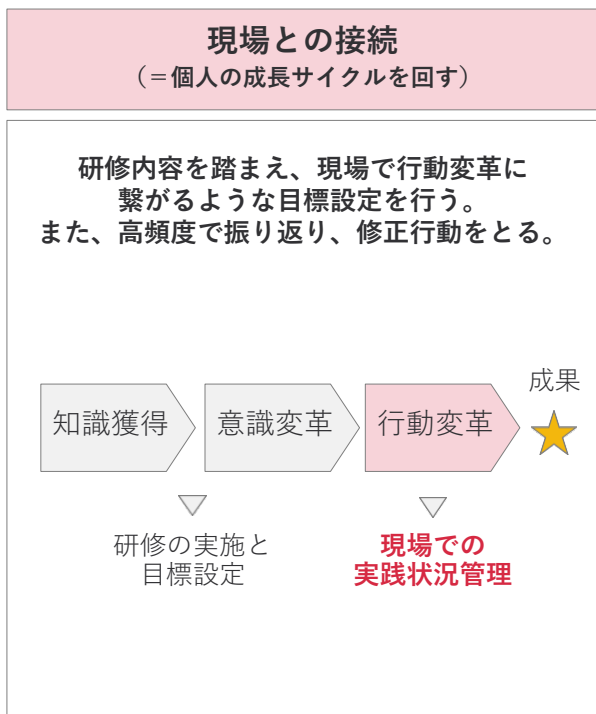 現場との接続
(＝個人の成長サイクルを回す)
研修内容を踏まえ、現場で行動変革に
繋がるような目標設定を行う。
また、高頻度で振り返り、修正行動をとる。
成果
知識獲得
意識変革
行動変革
研修の実施と
目標設定
現場での
実践状況管理